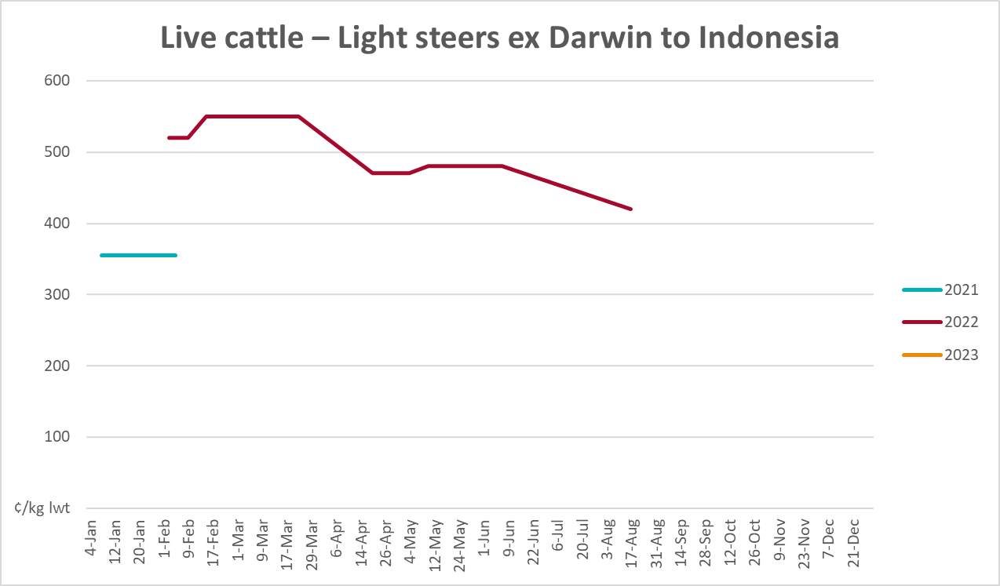 Live cattle – Light steers ex Darwin to Indonesia
600
500
400
300
200
100
¢/kg lwt
4-Jan
12-Jan
20-Jan
1-Feb
9-Feb
17-Feb
1-Mar
9-Mar
17-Mar
29-Mar
6-Apr
14-Apr
26-Apr
4-May
12-May
24-May
1-Jun
9-Jun
22-Jun
6-Jul
20-Jul
3-Aug
17-Aug
31-Aug
14-Sep
28-Sep
12-Oct
26-Oct
9-Nov
23-Nov
7-Dec
21-Dec
2021
2022
2023